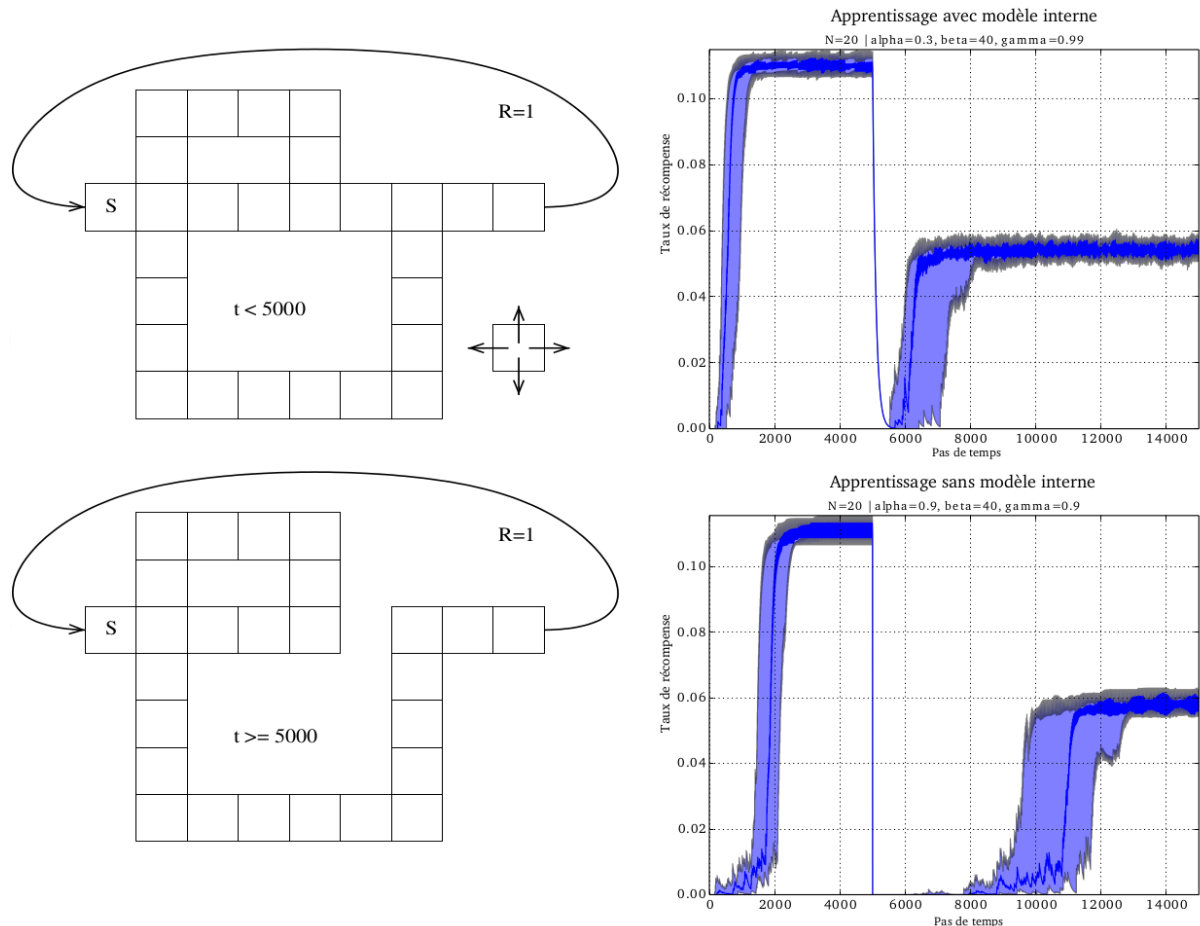 R=1
S
t < 5000
R=1
S
t >= 5000
Apprentissage avec modèle interne
N=20 | alpha=0.3, beta=40, gamma=0.99
Taux de récompense
0.10
0.08
0.06
0.04
0.02
0.00
0 2000 4000 6000 8000 10000 12000 14000
Pas de temps
Apprentissage sans modèle interne
N=20 | alpha=0.9, beta=40, gamma=0.9
Taux de récompense
0.10
0.08
0.06
0.04
0.02
0.00
0 2000 4000 6000 8000 10000 12000 14000
Pas de temps